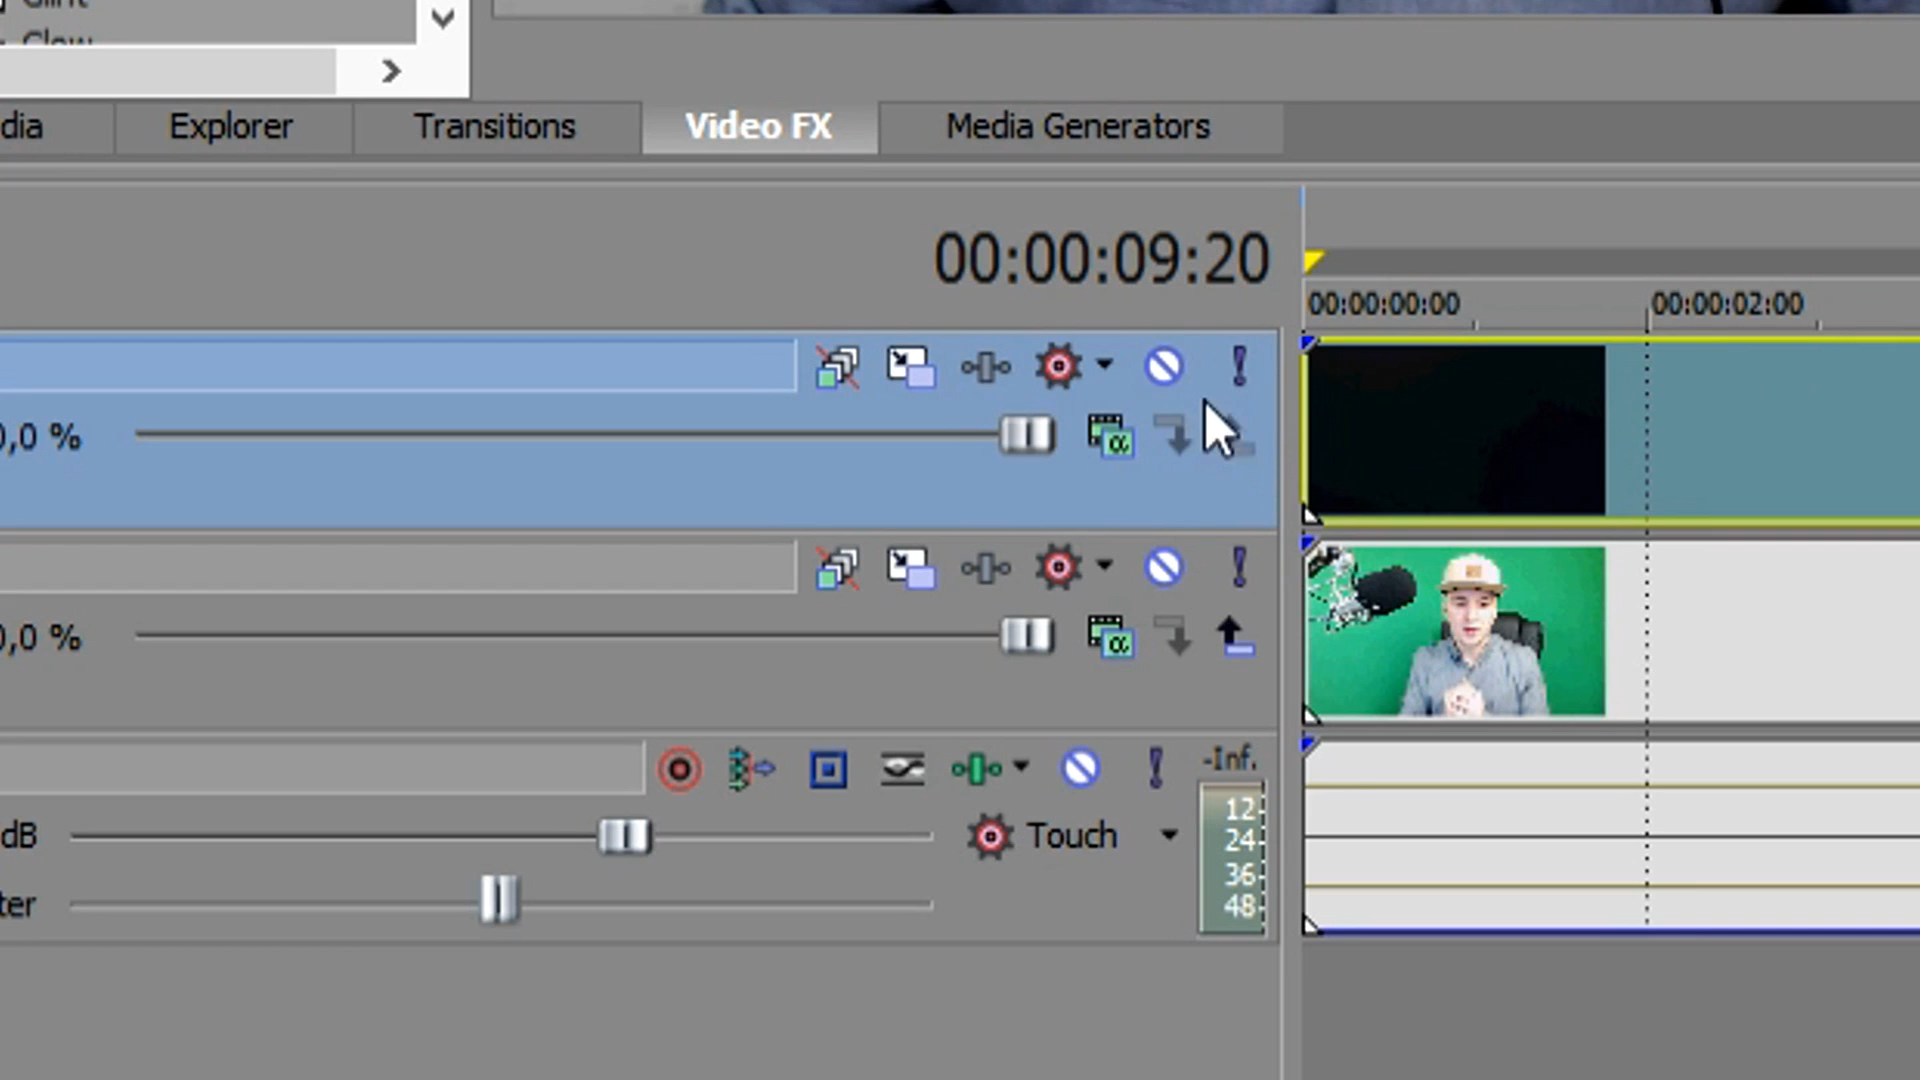 Glow
dia
Explorer
Transitions
Video FX
Media Generators
00:00:09:20
00:00:00:00
00:00:02:00
0,0 %
0,0 %
-Inf.
12
24
36
48
dB
Touch
ter